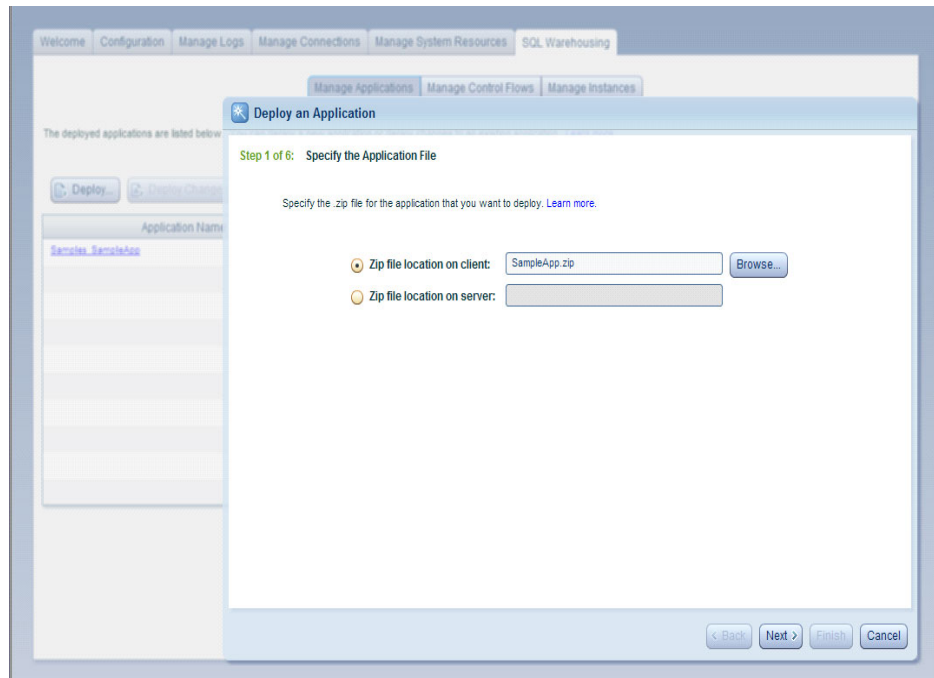 Welcome Configuration Manage Logs Manage Connections Manage System Resources SQL Warehousing
Manage Applications Manage Control Flows Manage Instances
Deploy an Application
The deployed applications are listed below
Step 1 of 6: Specify the Application File
Deploy... Deploy Change
Specify the .zip file for the application that you want to deploy. Learn more.
Application Name
Samples_SampleApp
Zip file location on client: SampleApp.zip Browse...
Zip file location on server:
< Back Next > Finish Cancel